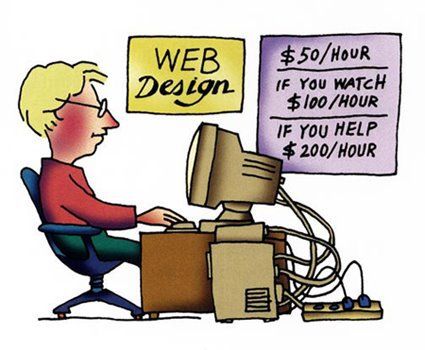 WEB
Design
$50/HOUR
IF YOU WATCH
$100/HOUR
IF YOU HELP
$200/HOUR